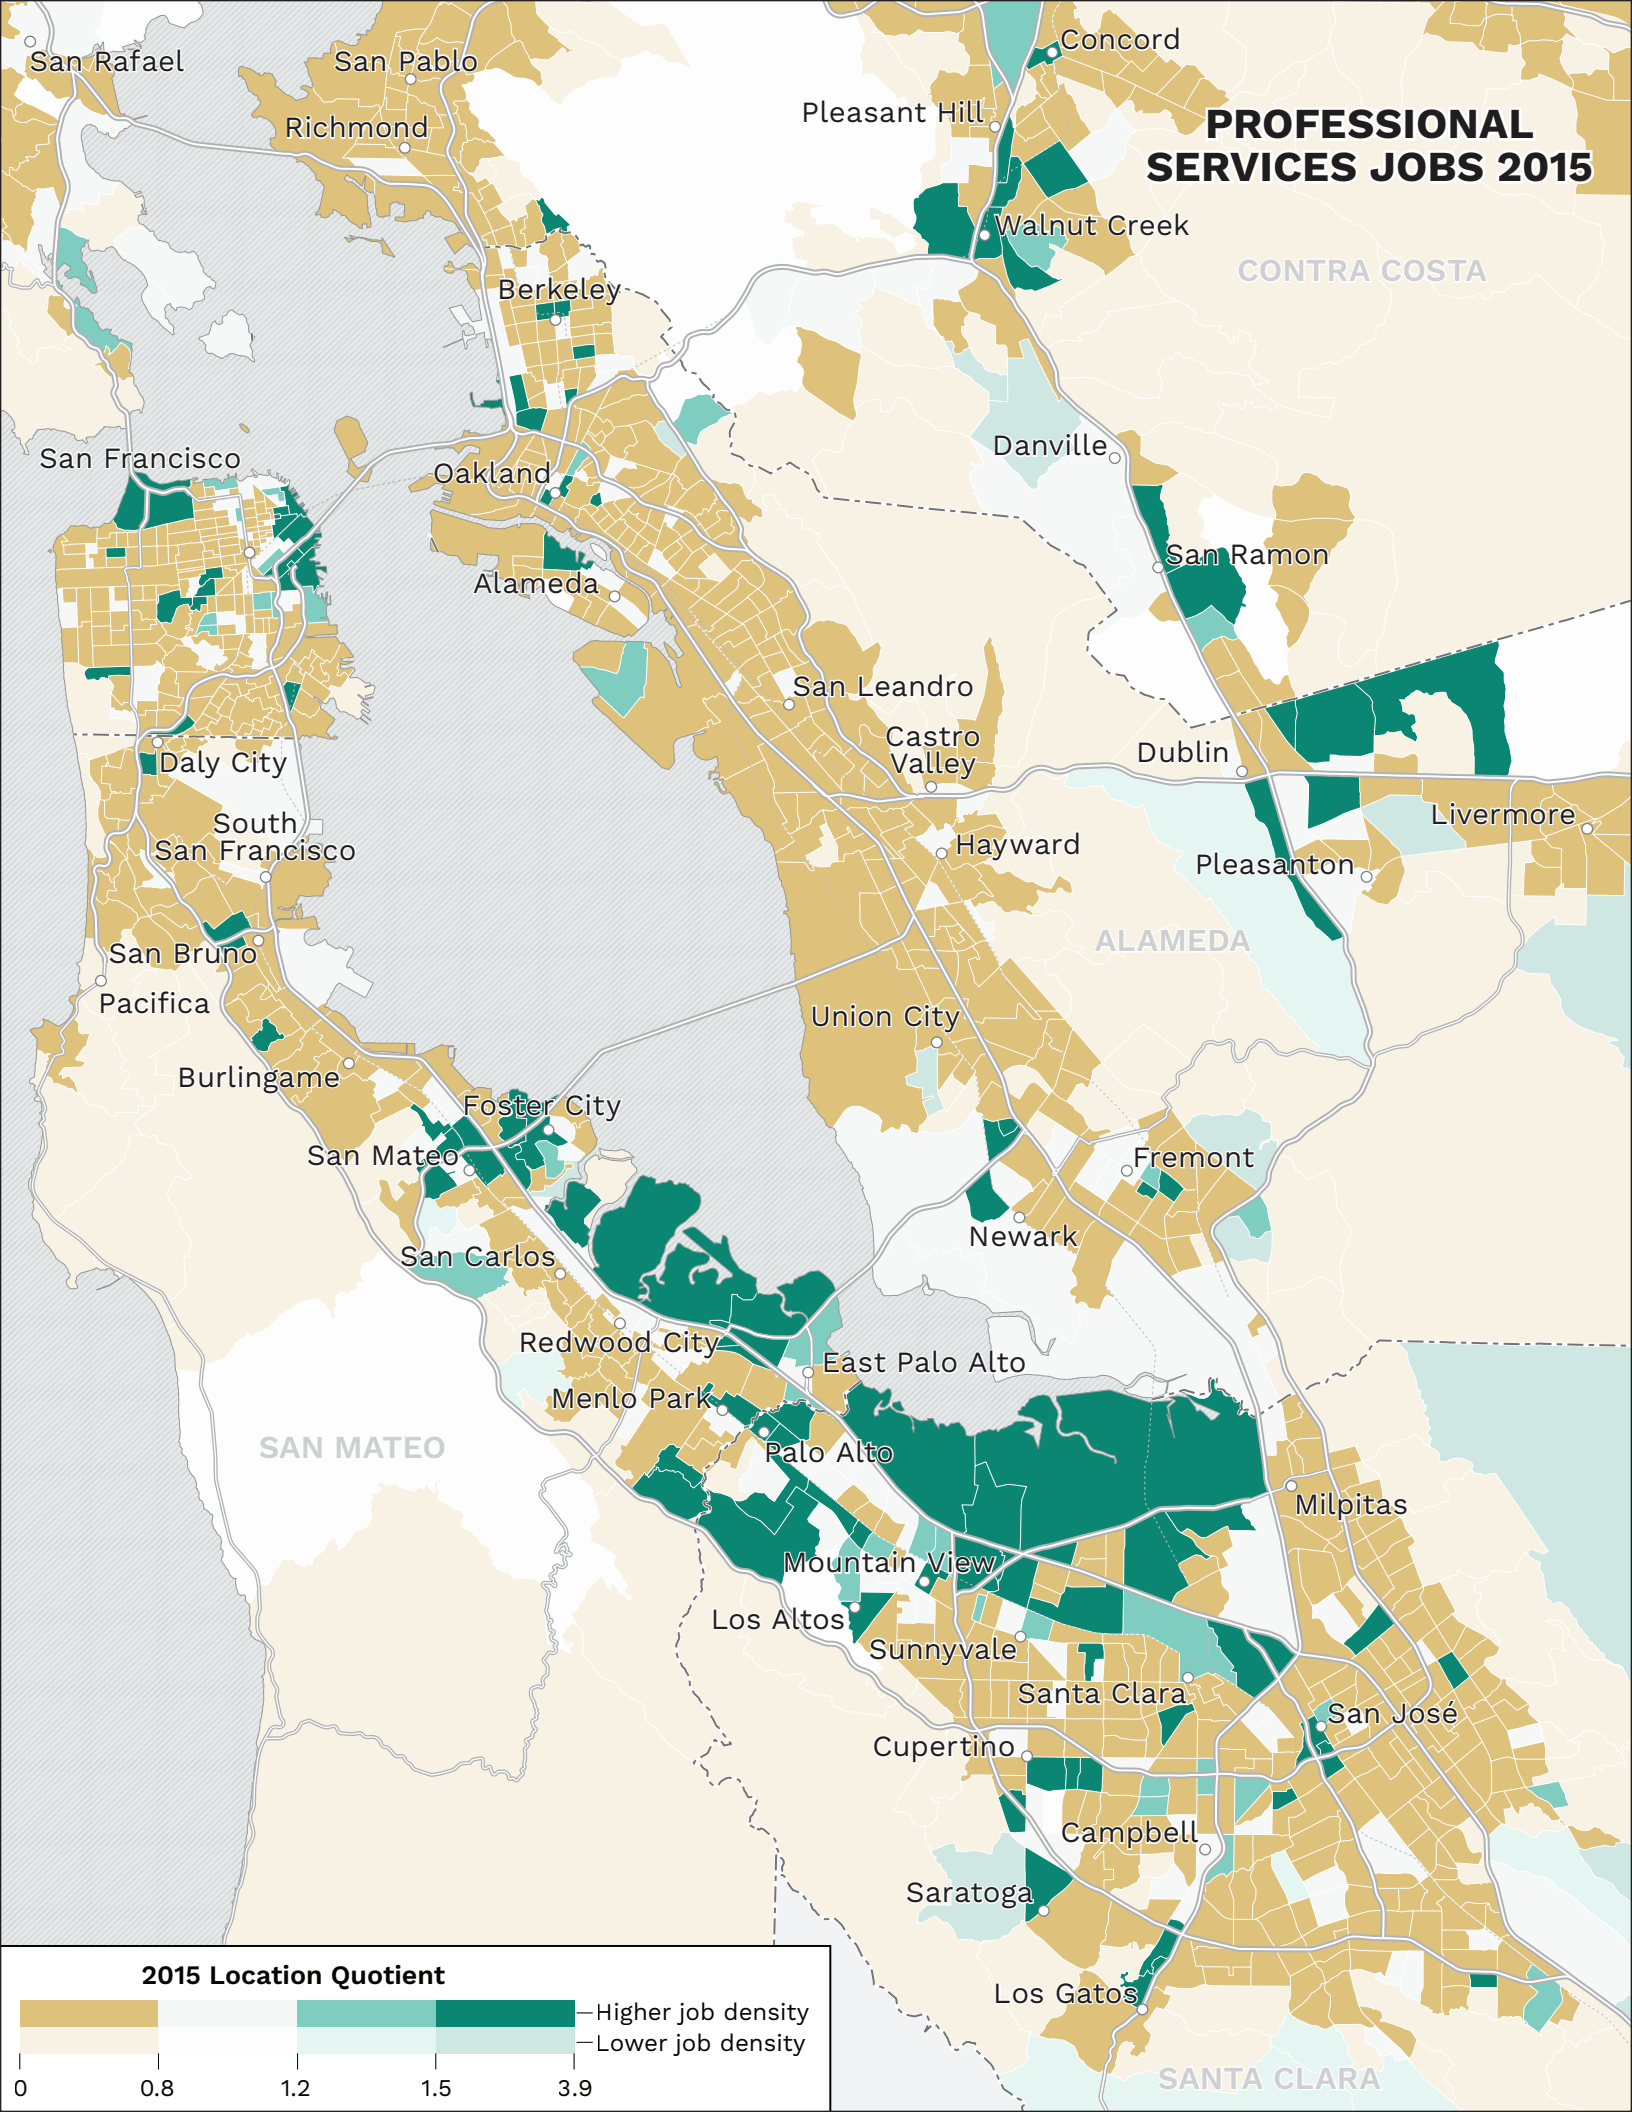 San Rafael
San Pablo
Concord
Richmond
Pleasant Hill
PROFESSIONAL
SERVICES JOBS 2015
Walnut Creek
CONTRA COSTA
Berkeley
Danville
San Francisco
Oakland
San Ramon
Alameda
San Leandro
Castro
Valley
Dublin
Daly City
Livermore
South
San Francisco
Hayward
Pleasanton
ALAMEDA
San Bruno
Pacifica
Union City
Burlingame
Foster City
San Mateo
Fremont
Newark
San Carlos
Redwood City
East Palo Alto
Menlo Park
SAN MATEO
Palo Alto
Milpitas
Mountain View
Los Altos
Sunnyvale
Santa Clara
San José
Cupertino
Campbell
Saratoga
Los Gatos
SANTA CLARA
2015 Location Quotient
Higher job density
Lower job density
0 0.8 1.2 1.5 3.9